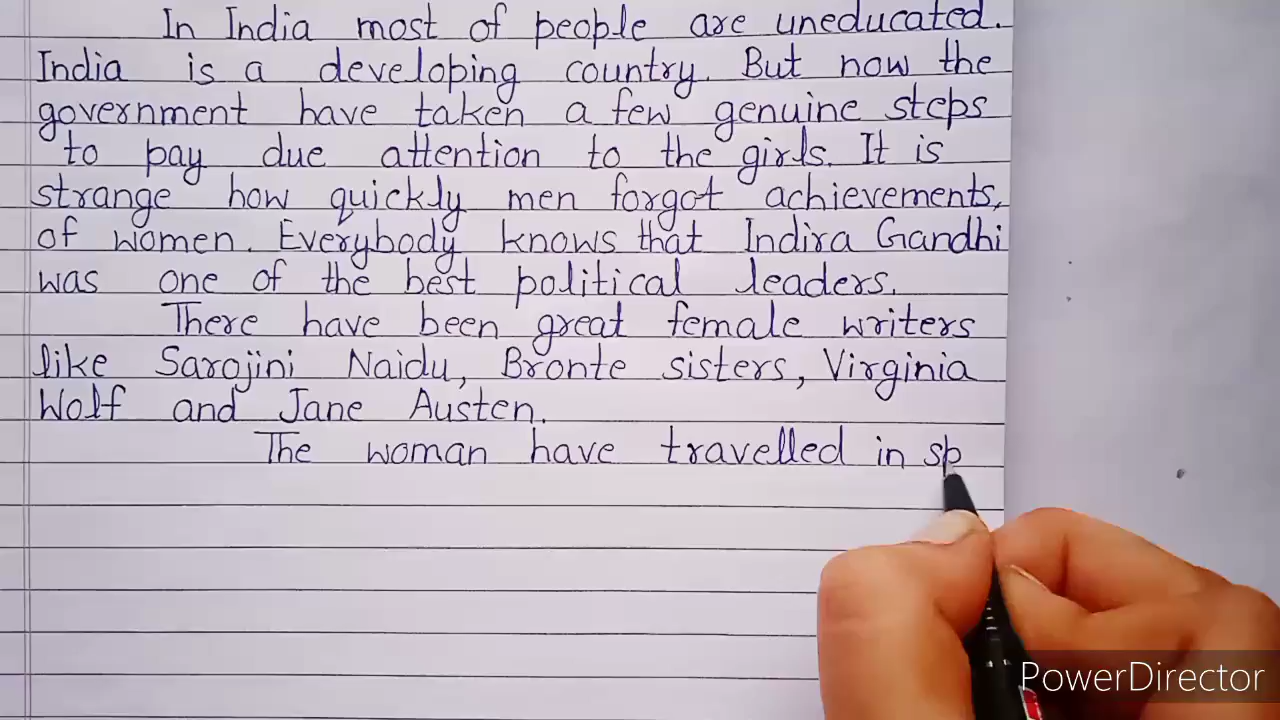 In India most of people are uneducated.
India is a developing country. But now the
government have taken a few genuine steps
to pay due attention to the girls. It is
strange how quickly men forgot achievements,
of women. Everybody knows that Indira Gandhi
was one of the best political leaders.
There have been great female writers
like Sarojini Naidu, Bronte sisters, Virginia
Wolf and Jane Austen.
The woman have travelled in sp
PowerDirector